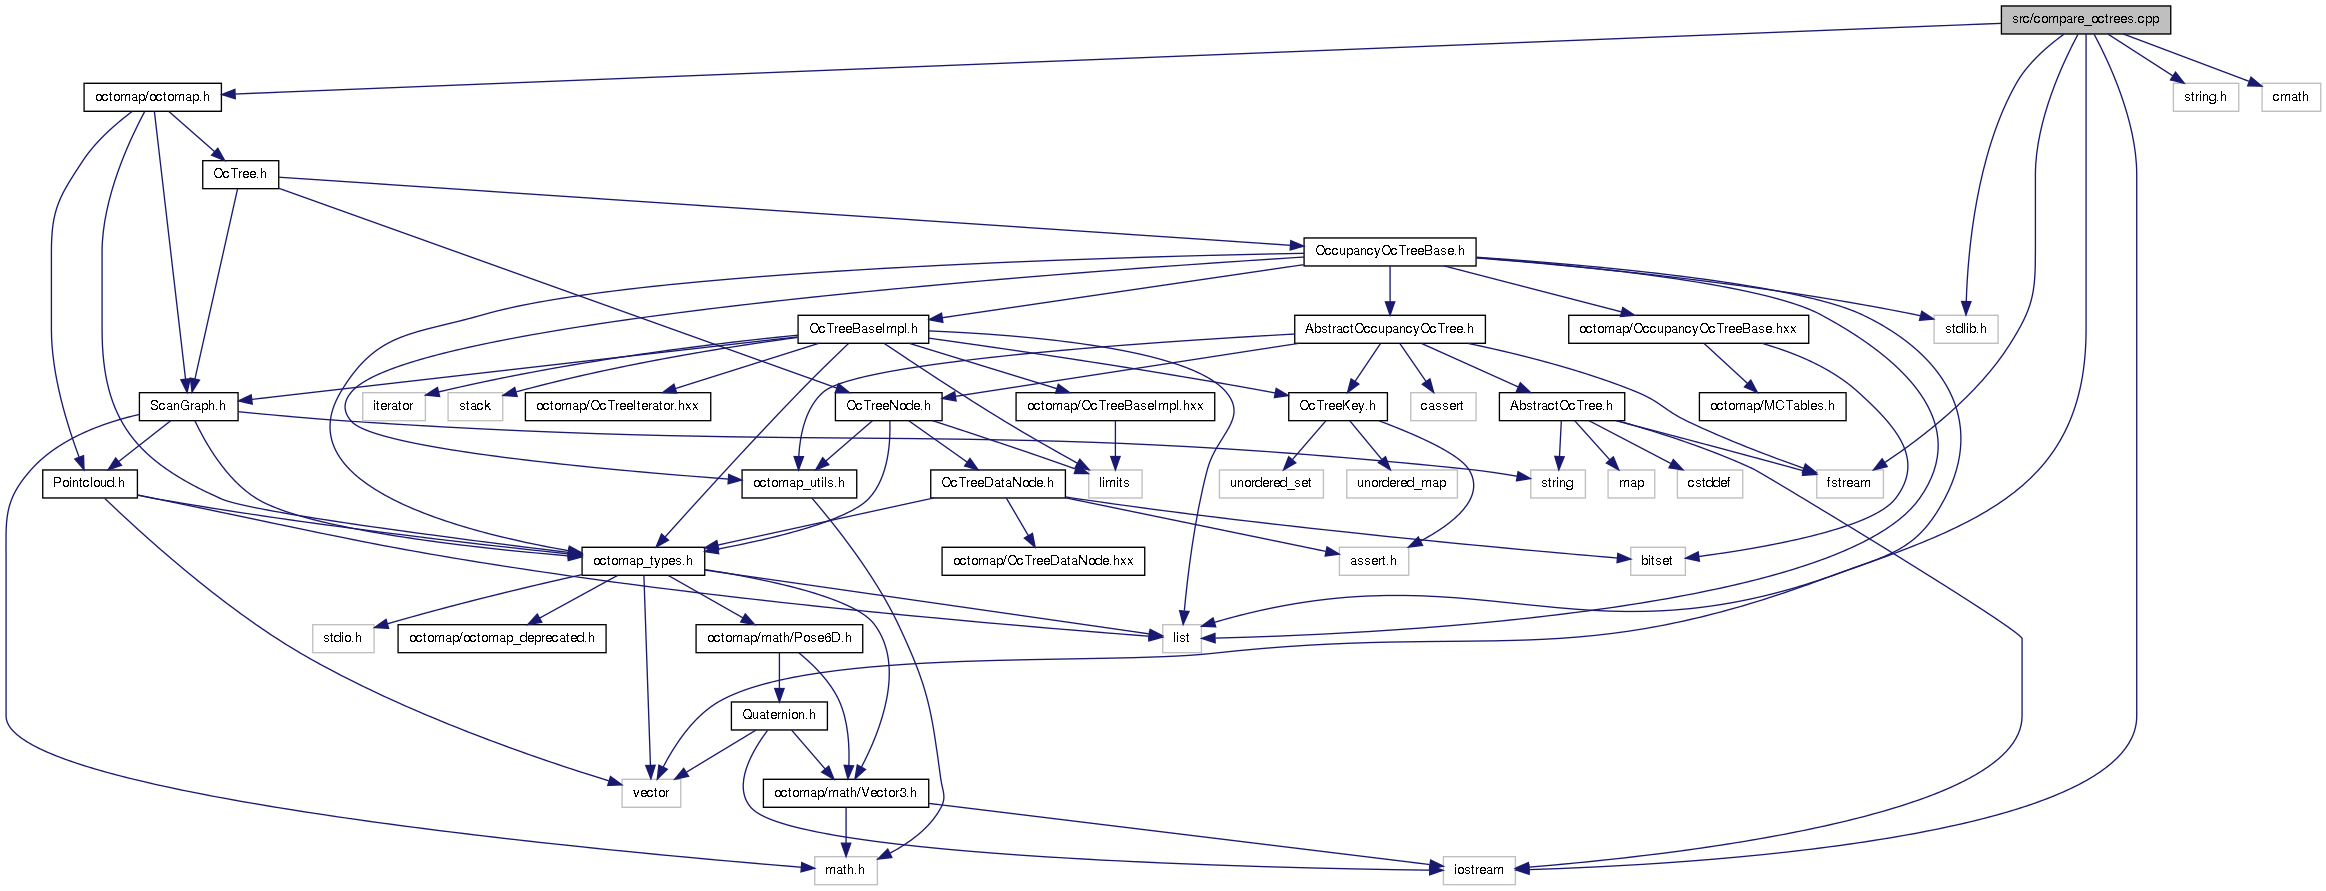 src/compare_octrees.cpp
octomap/octomap.h
string.h
cmath
OcTree.h
OccupancyOcTreeBase.h
OcTreeBaseImpl.h
AbstractOccupancyOcTree.h
octomap/OccupancyOcTreeBase.hxx
stdlib.h
ScanGraph.h
iterator
stack
octomap/OcTreeIterator.hxx
OcTreeNode.h
octomap/OcTreeBaseImpl.hxx
OcTreeKey.h
cassert
AbstractOcTree.h
octomap/MCTables.h
Pointcloud.h
octomap_utils.h
OcTreeDataNode.h
limits
unordered_set
unordered_map
string
map
cstddef
fstream
octomap_types.h
octomap/OcTreeDataNode.hxx
assert.h
bitset
stdio.h
octomap/octomap_deprecated.h
octomap/math/Pose6D.h
list
Quaternion.h
vector
octomap/math/Vector3.h
math.h
iostream